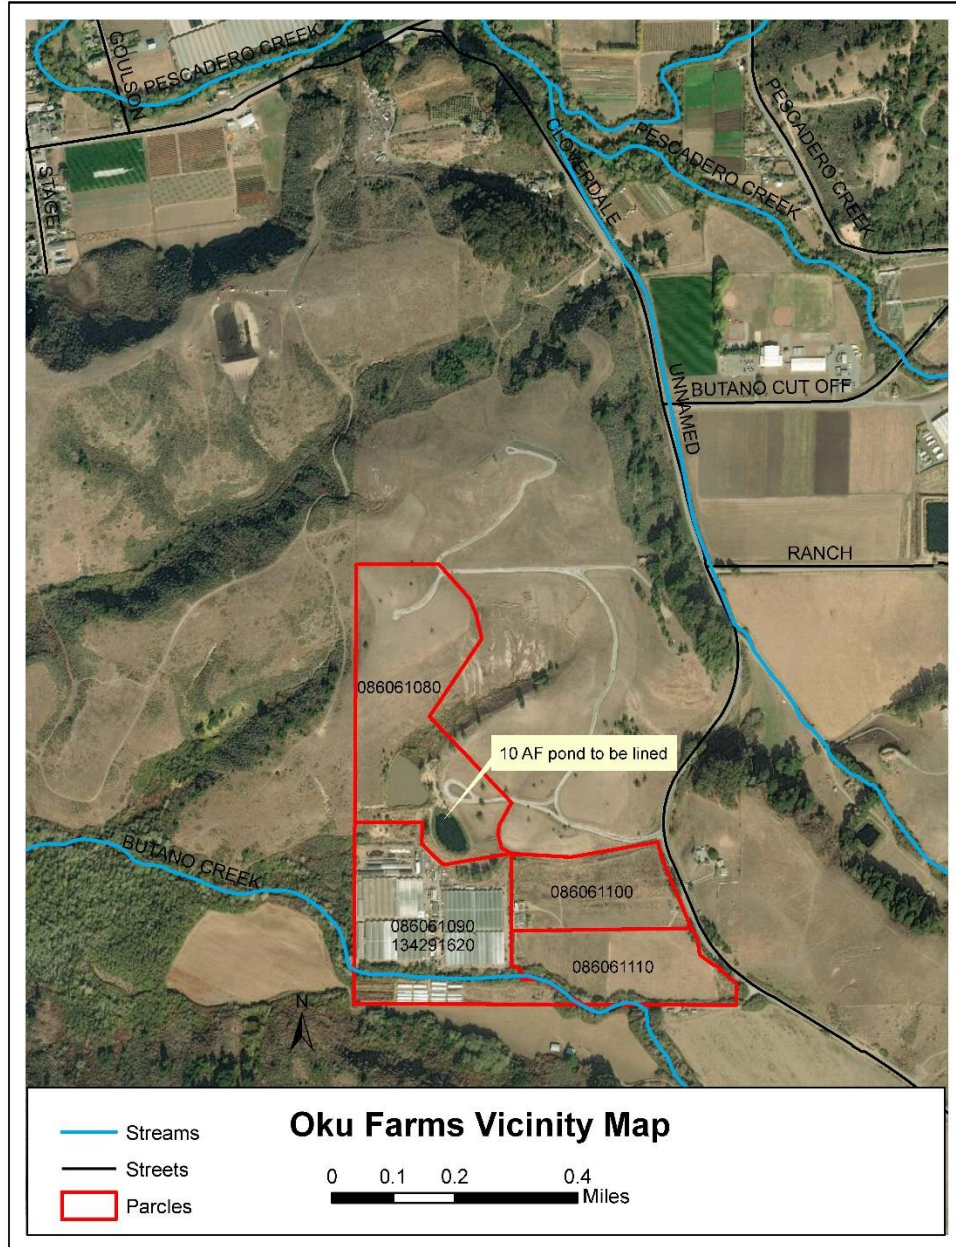 GOULSON
PESCADERO CREEK
STAGE
CLOVERDALE
PESCADERO CREEK
PESCADERO CREEK
UNNAMED
BUTANO CUT OFF
RANCH
086061080
10 AF pond to be lined
BUTANO CREEK
086061100
086061090
134291620
086061110
N
Oku Farms Vicinity Map
Streams
Streets
Parcles
0 0.1 0.2 0.4
Miles